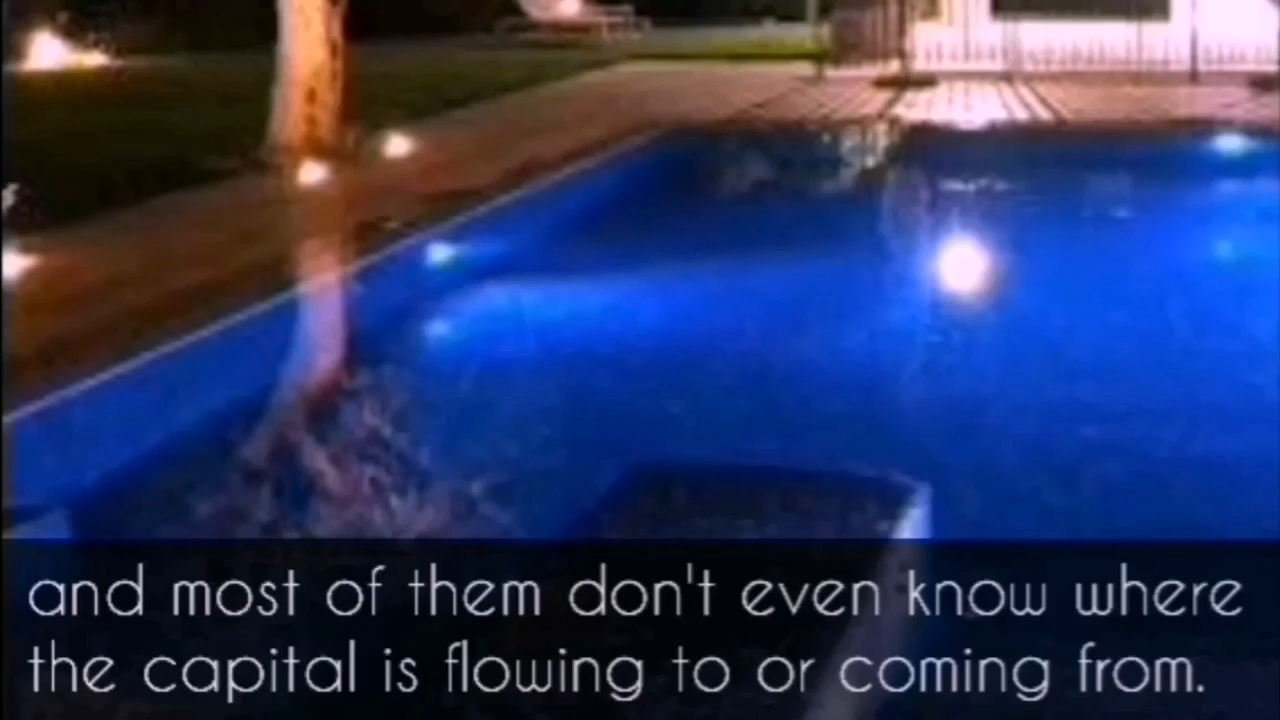 and most of them don't even know where
the capital is flowing to or coming from.